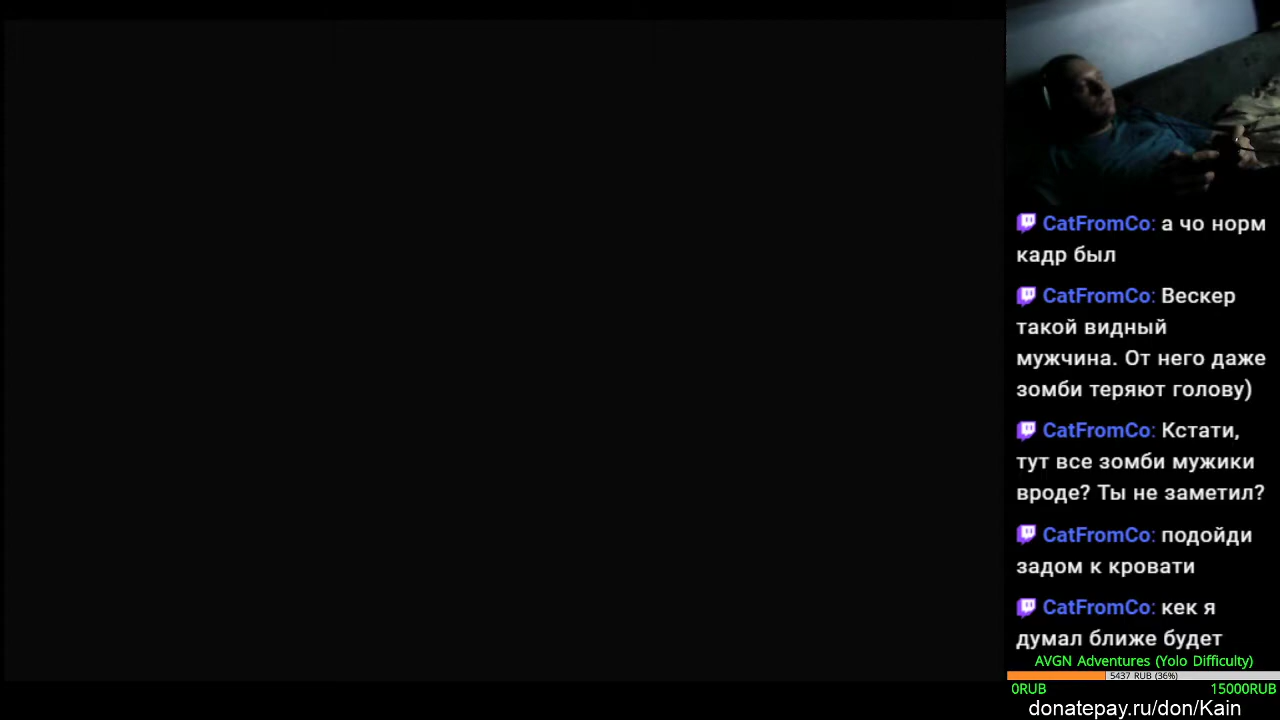 CatFromCo: а чо норм
кадр был
CatFromCo: Вескер
такой видный
мужчина. От него даже
зомби теряют голову)
CatFromCo: Кстати,
тут все зомби мужики
вроде? Ты не заметил?
CatFromCo: подойди
задом к кровати
CatFromCo: кек я
думал ближе будет
AVGN Adventures (Yolo Difficulty)
5437 RUB (36%)
0RUB 15000RUB
donatepay.ru/don/Kain